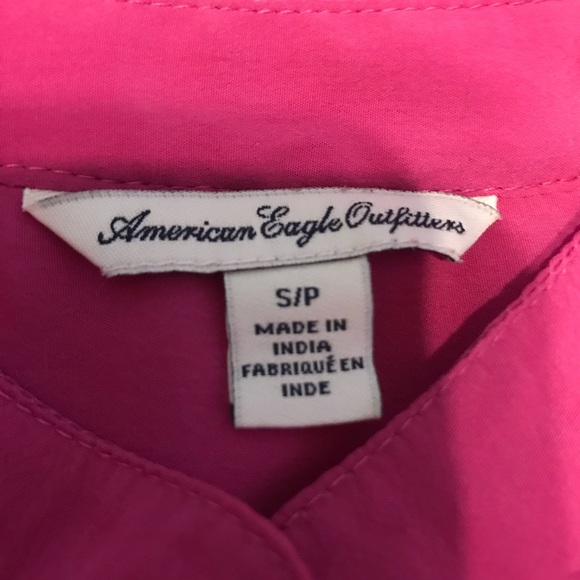 American Eagle Outfitters
S/P
MADE IN
INDIA
FABRIQUÉ EN
INDE